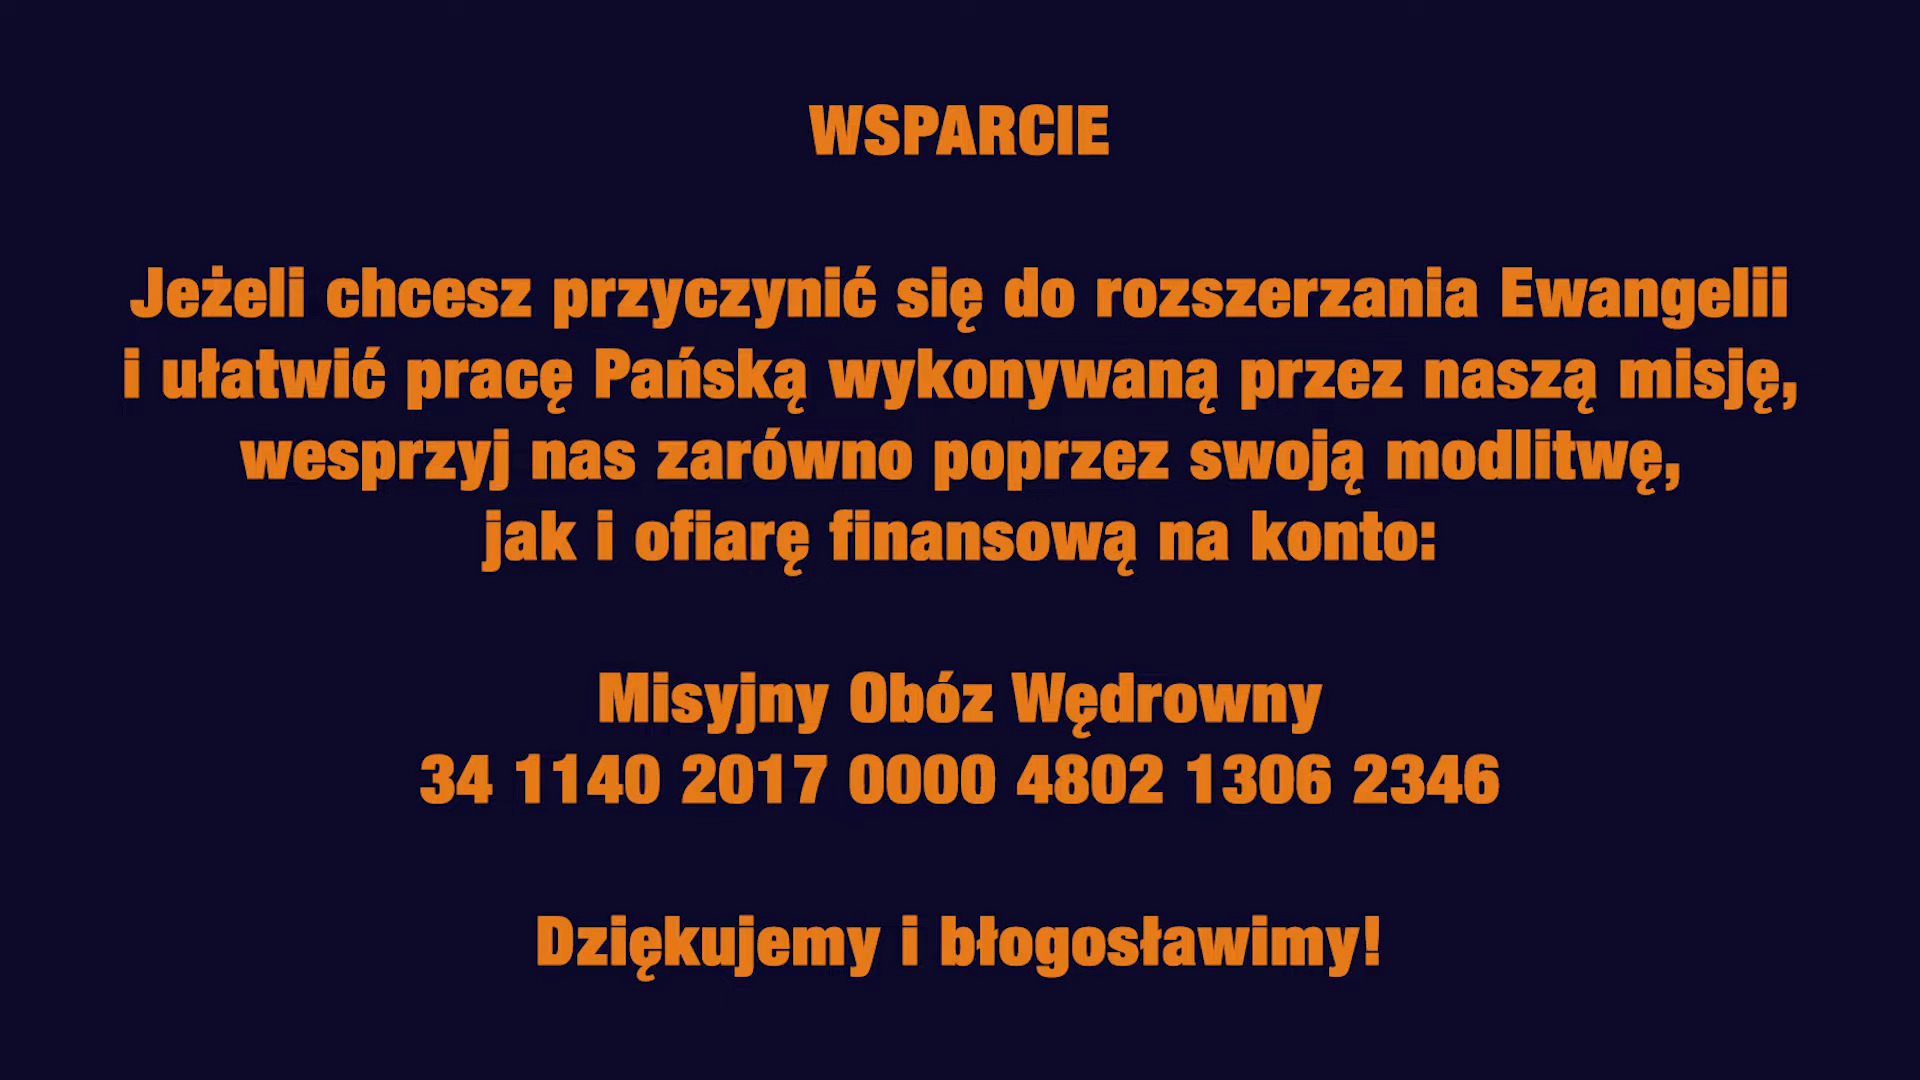 WSPARCIE
Jeżeli chcesz przyczynić się do rozszerzania Ewangelii
i ułatwić pracę Pańską wykonywaną przez naszą misję,
wesprzyj nas zarówno poprzez swoją modlitwę,
jak i ofiarę finansową na konto:
Misyjny Obóz Wędrowny
34 1140 2017 0000 4802 1306 2346
Dziękujemy i błogosławimy!